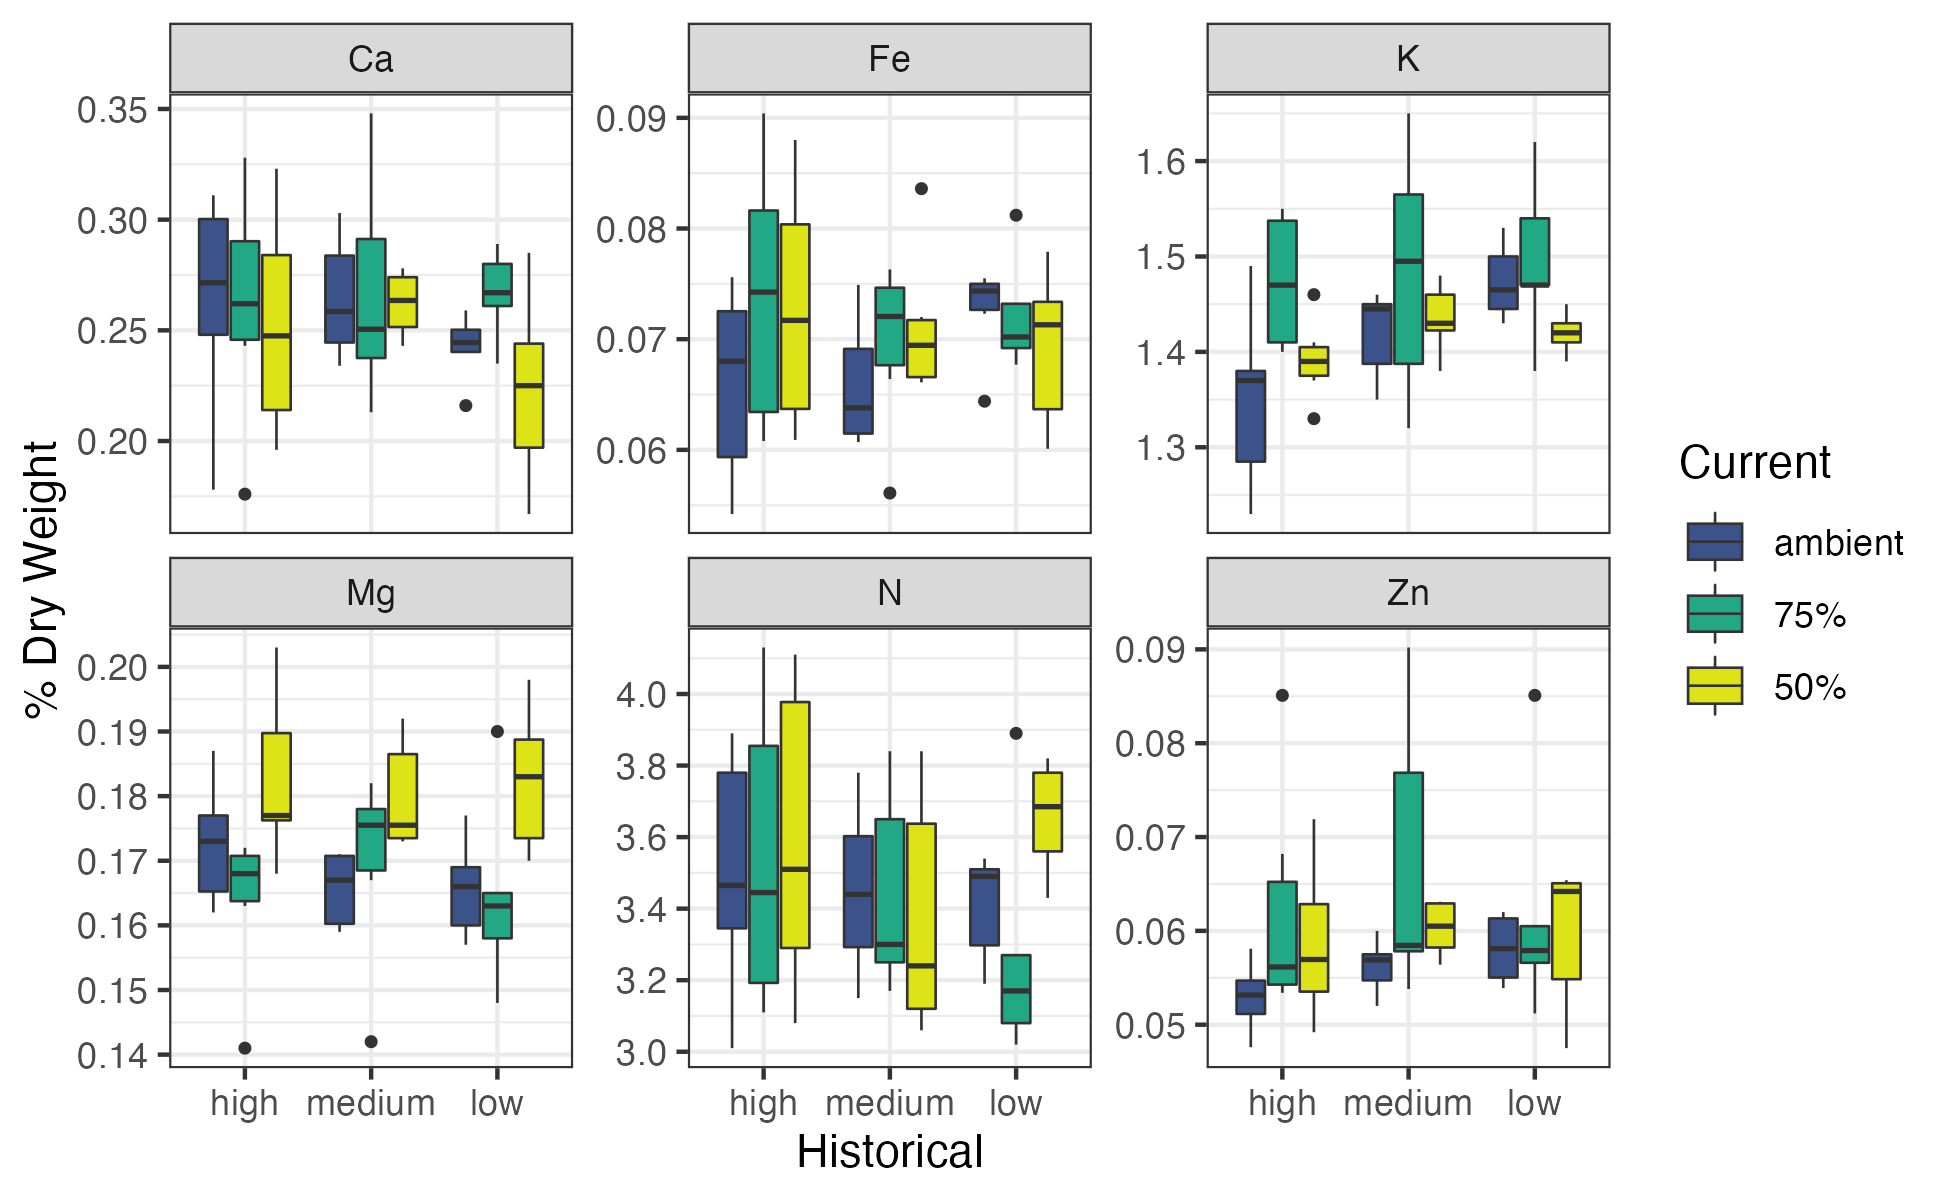 Ca
Fe
K
0.35
0.30
0.25
0.20
0.09
0.08
0.07
0.06
1.6
1.5
1.4
1.3
% Dry Weight
Mg
N
Zn
0.20
0.19
0.18
0.17
0.16
0.15
0.14
4.0
3.8
3.6
3.4
3.2
3.0
0.09
0.08
0.07
0.06
0.05
high medium low
high medium low
high medium low
Historical
Current
ambient
75%
50%